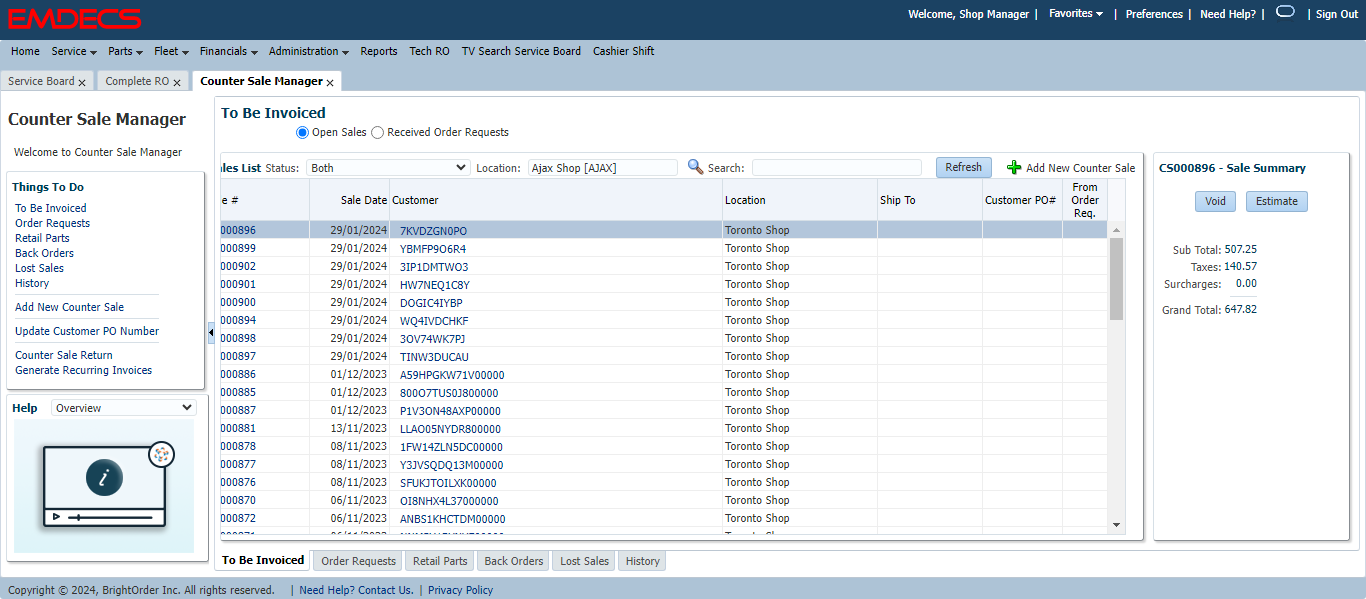 EMDECS
Welcome, Shop Manager | Favorites | Preferences | Need Help? | | Sign Out
Home Service Parts Fleet Financials Administration Reports Tech RO TV Search Service Board Cashier Shift
Service Board x Complete RO x Counter Sale Manager x
Counter Sale Manager
Welcome to Counter Sale Manager
Things To Do
To Be Invoiced
Order Requests
Retail Parts
Back Orders
Lost Sales
History
Add New Counter Sale
Update Customer PO Number
Counter Sale Return
Generate Recurring Invoices
Help Overview
i
To Be Invoiced
Open Sales Received Order Requests
les List Status: Both Location: Ajax Shop [AJAX] Search: Refresh Add New Counter Sale
e # Sale Date Customer Location Ship To Customer PO# From Order Req.
000896 29/01/2024 7KVDZGN0PO Toronto Shop
000899 29/01/2024 YBMFP9O6R4 Toronto Shop
000902 29/01/2024 3IP1DMTWO3 Toronto Shop
000901 29/01/2024 HW7NEQ1C8Y Toronto Shop
000900 29/01/2024 DOGIC4IYBP Toronto Shop
000894 29/01/2024 WQ4IVDCHKF Toronto Shop
000898 29/01/2024 3OV74WK7PJ Toronto Shop
000897 29/01/2024 TINW3DUCAU Toronto Shop
000886 01/12/2023 A59HPGKW71V00000 Toronto Shop
000885 01/12/2023 800O7TUS0J800000 Toronto Shop
000887 01/12/2023 P1V3ON48AXP00000 Toronto Shop
000881 13/11/2023 LLAO05NYDR800000 Toronto Shop
000878 08/11/2023 1FW14ZLN5DC00000 Toronto Shop
000877 08/11/2023 Y3JVSQDQ13M00000 Toronto Shop
000876 08/11/2023 SFUKJTOILXK00000 Toronto Shop
000870 06/11/2023 OI8NHX4L37000000 Toronto Shop
000872 06/11/2023 ANBS1KHCTDM00000 Toronto Shop
CS000896 - Sale Summary
Void Estimate
Sub Total: 507.25
Taxes: 140.57
Surcharges: 0.00
Grand Total: 647.82
To Be Invoiced Order Requests Retail Parts Back Orders Lost Sales History
Copyright © 2024, BrightOrder Inc. All rights reserved. | Need Help? Contact Us. | Privacy Policy